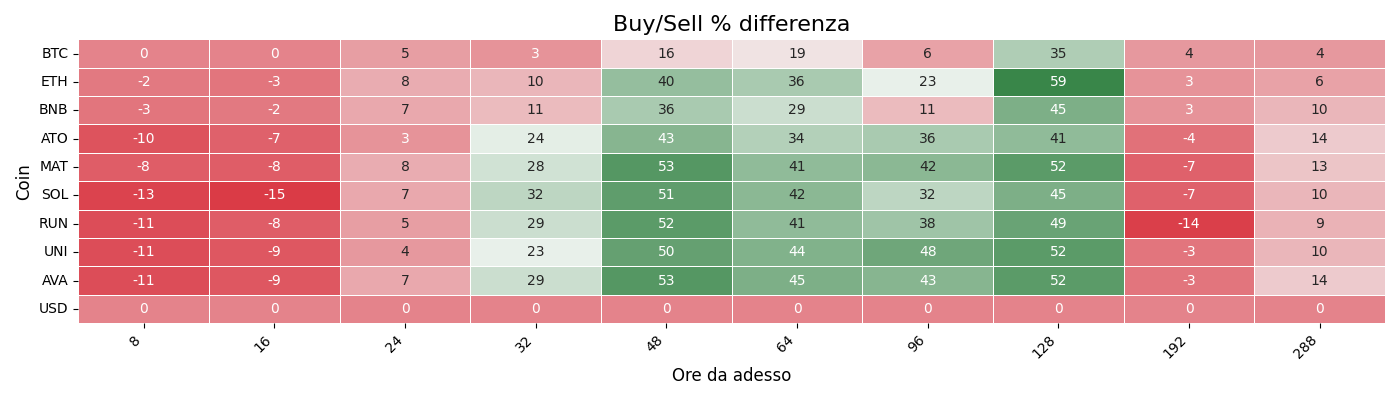 Buy/Sell % differenza
Coin
BTC 0 0 5 3 16 19 6 35 4 4
ETH -2 -3 8 10 40 36 23 59 3 6
BNB -3 -2 7 11 36 29 11 45 3 10
ATO -10 -7 3 24 43 34 36 41 -4 14
MAT -8 -8 8 28 53 41 42 52 -7 13
SOL -13 -15 7 32 51 42 32 45 -7 10
RUN -11 -8 5 29 52 41 38 49 -14 9
UNI -11 -9 4 23 50 44 48 52 -3 10
AVA -11 -9 7 29 53 45 43 52 -3 14
USD 0 0 0 0 0 0 0 0 0 0
8 16 24 32 48 64 96 128 192 288
Ore da adesso